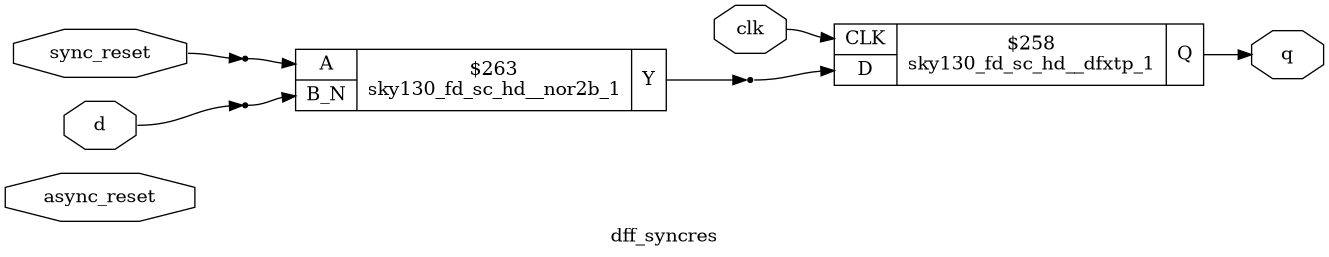 sync_reset
d
async_reset
A
B_N
$263
sky130_fd_sc_hd__nor2b_1
Y
clk
CLK
D
$258
sky130_fd_sc_hd__dfxtp_1
Q
q
dff_syncres